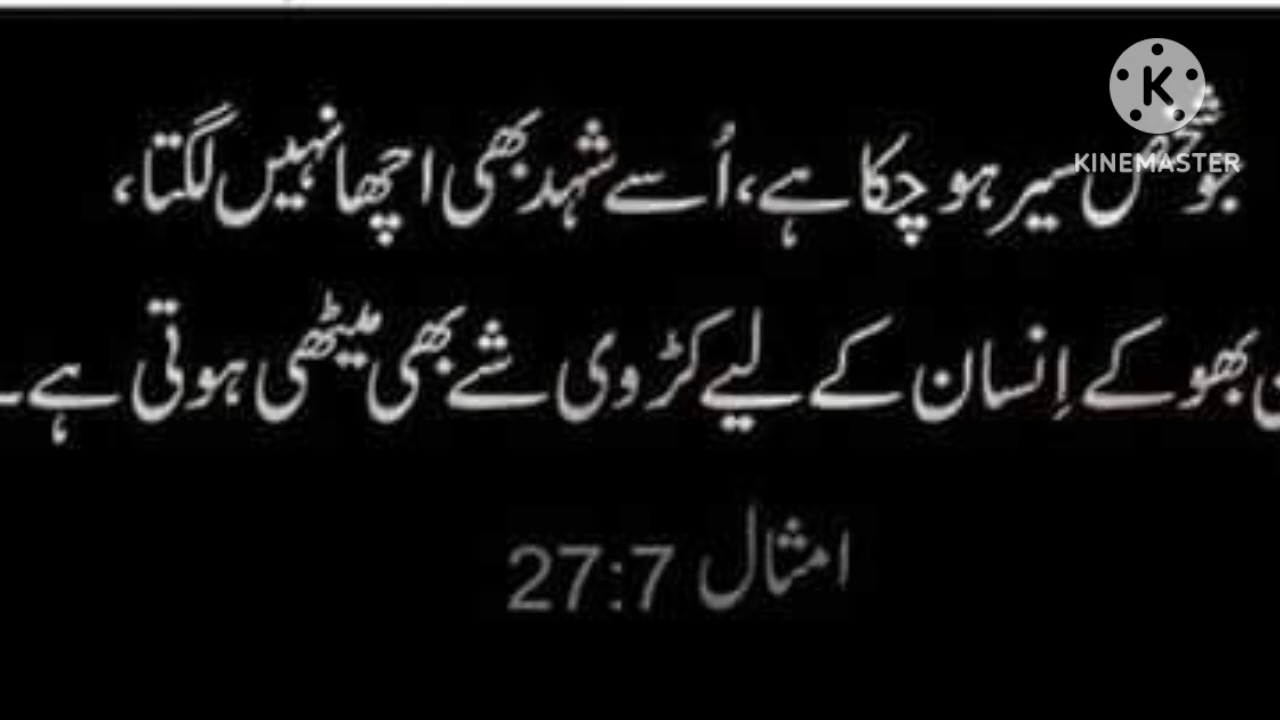 جو شخص سیر ہو چکا ہے، اُسے شہد بھی اچھا نہیں لگتا،
بھوکے اِنسان کے لیے کڑوی شے بھی میٹھی ہوتی ہے۔
امثال 27:7
KINEMASTER